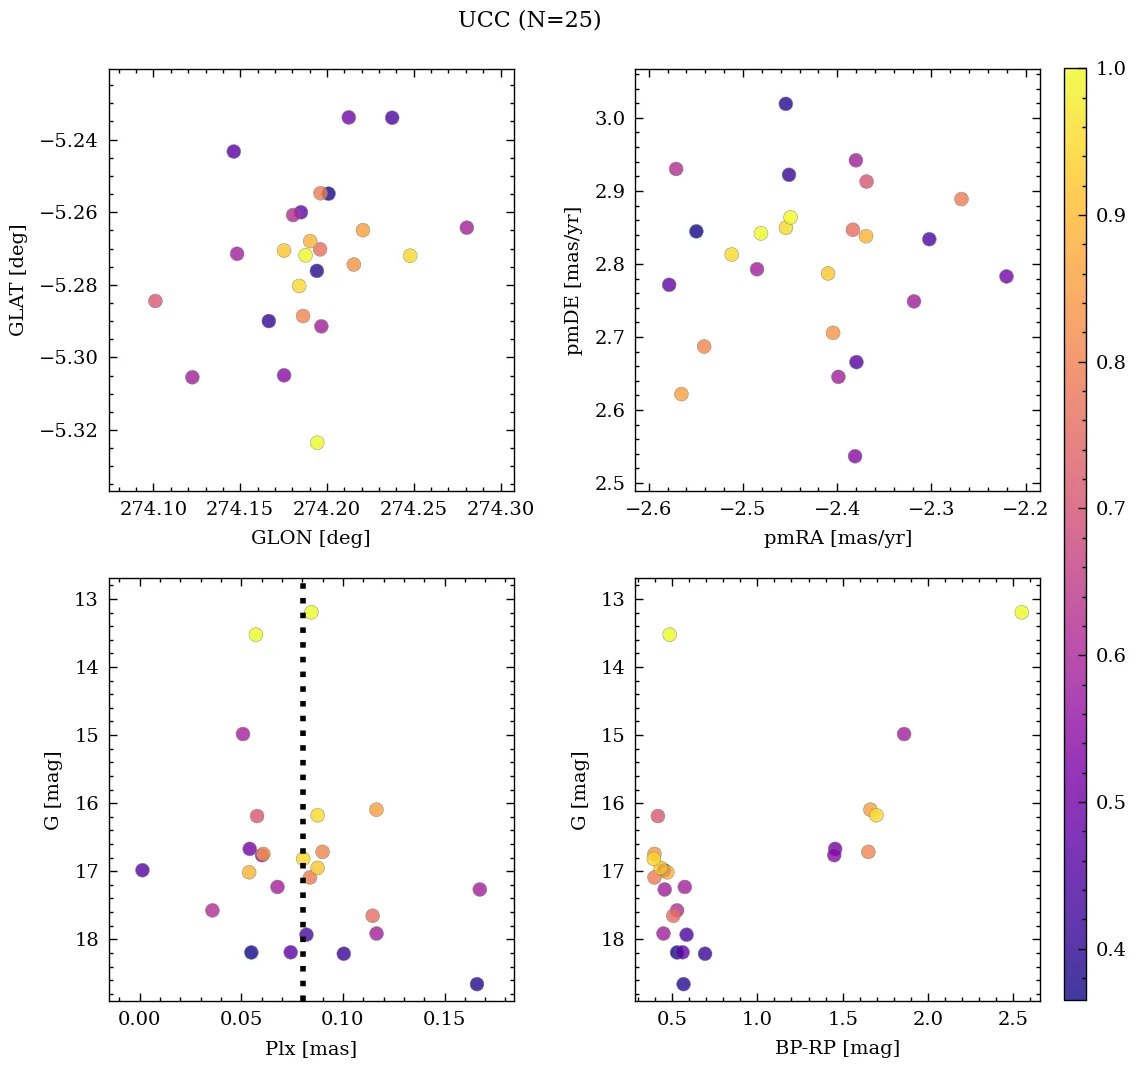 UCC (N=25)
−5.24
−5.26
−5.28
−5.30
−5.32
GLAT [deg]
274.10 274.15 274.20 274.25 274.30
GLON [deg]
3.0
2.9
2.8
2.7
2.6
2.5
pmDE [mas/yr]
−2.6 −2.5 −2.4 −2.3 −2.2
pmRA [mas/yr]
1.0
0.9
0.8
0.7
0.6
0.5
0.4
13
14
15
16
17
18
G [mag]
0.00 0.05 0.10 0.15
Plx [mas]
13
14
15
16
17
18
G [mag]
0.5 1.0 1.5 2.0 2.5
BP-RP [mag]